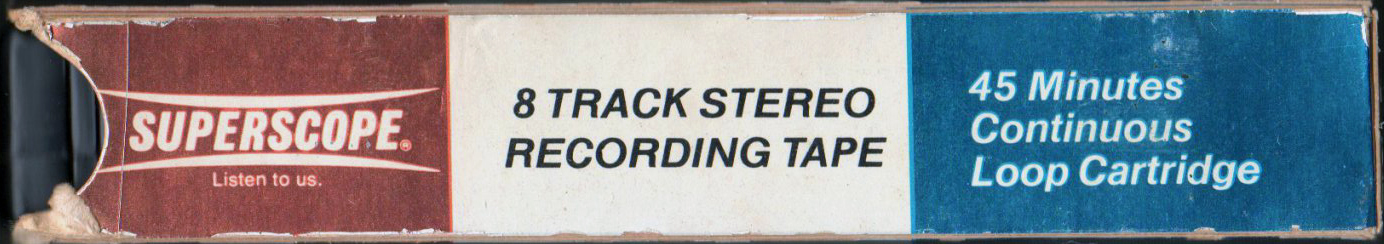 SUPERSCOPE®
Listen to us.
8 TRACK STEREO
RECORDING TAPE
45 Minutes
Continuous
Loop Cartridge